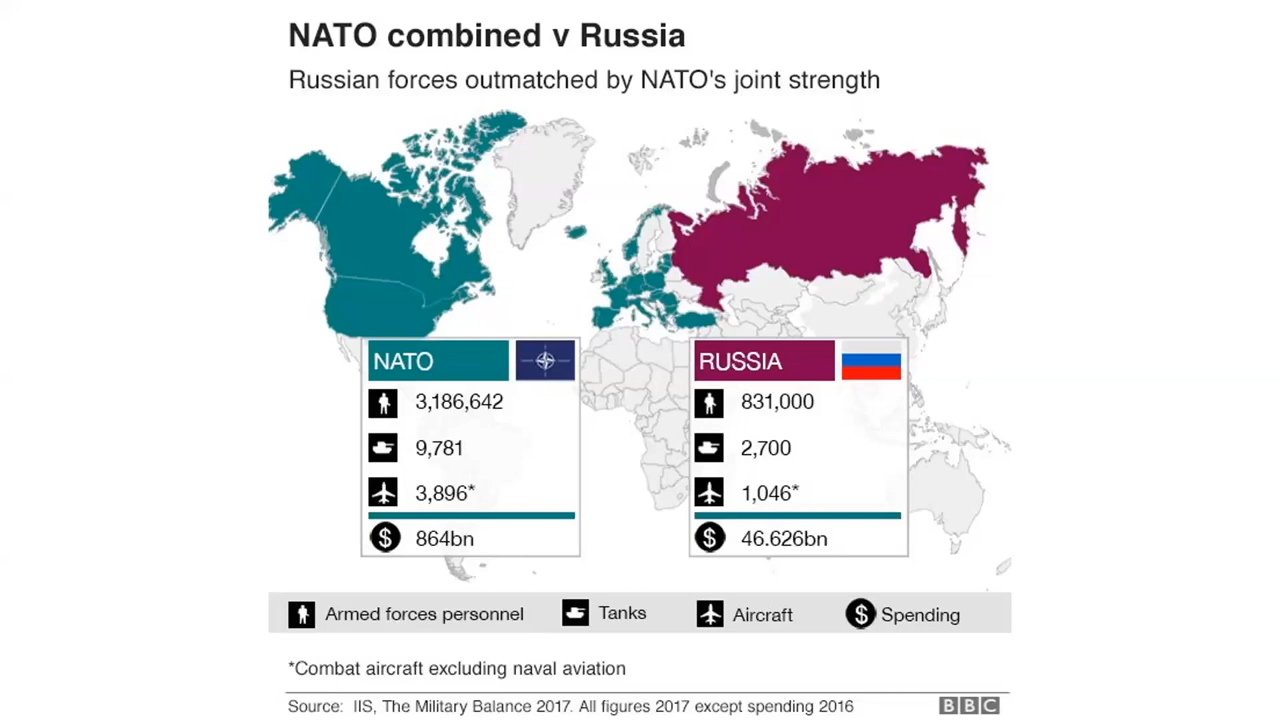 NATO combined v Russia
Russian forces outmatched by NATO's joint strength
NATO
3,186,642
9,781
3,896*
$ 864bn
RUSSIA
831,000
2,700
1,046*
$ 46.626bn
Armed forces personnel Tanks Aircraft $ Spending
*Combat aircraft excluding naval aviation
Source: IIS, The Military Balance 2017. All figures 2017 except spending 2016 BBC